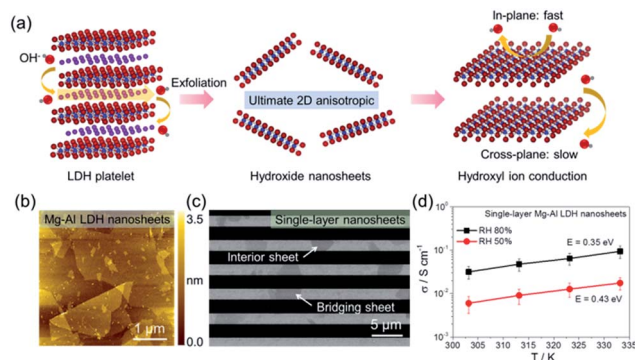 (a)
In-plane: fast
OH-
Exfoliation
Ultimate 2D anisotropic
Cross-plane: slow
LDH platelet
Hydroxide nanosheets
Hydroxyl ion conduction
(b)
Mg-Al LDH nanosheets
1 μm
3.5
nm
0.0
(c)
Single-layer nanosheets
Interior sheet
Bridging sheet
5 μm
(d)
Single-layer Mg-Al LDH nanosheets
RH 80%
RH 50%
E = 0.35 eV
E = 0.43 eV
σ / S cm-1
10^0
10^-1
10^-2
10^-3
300 305 310 315 320 325 330 335
T / K